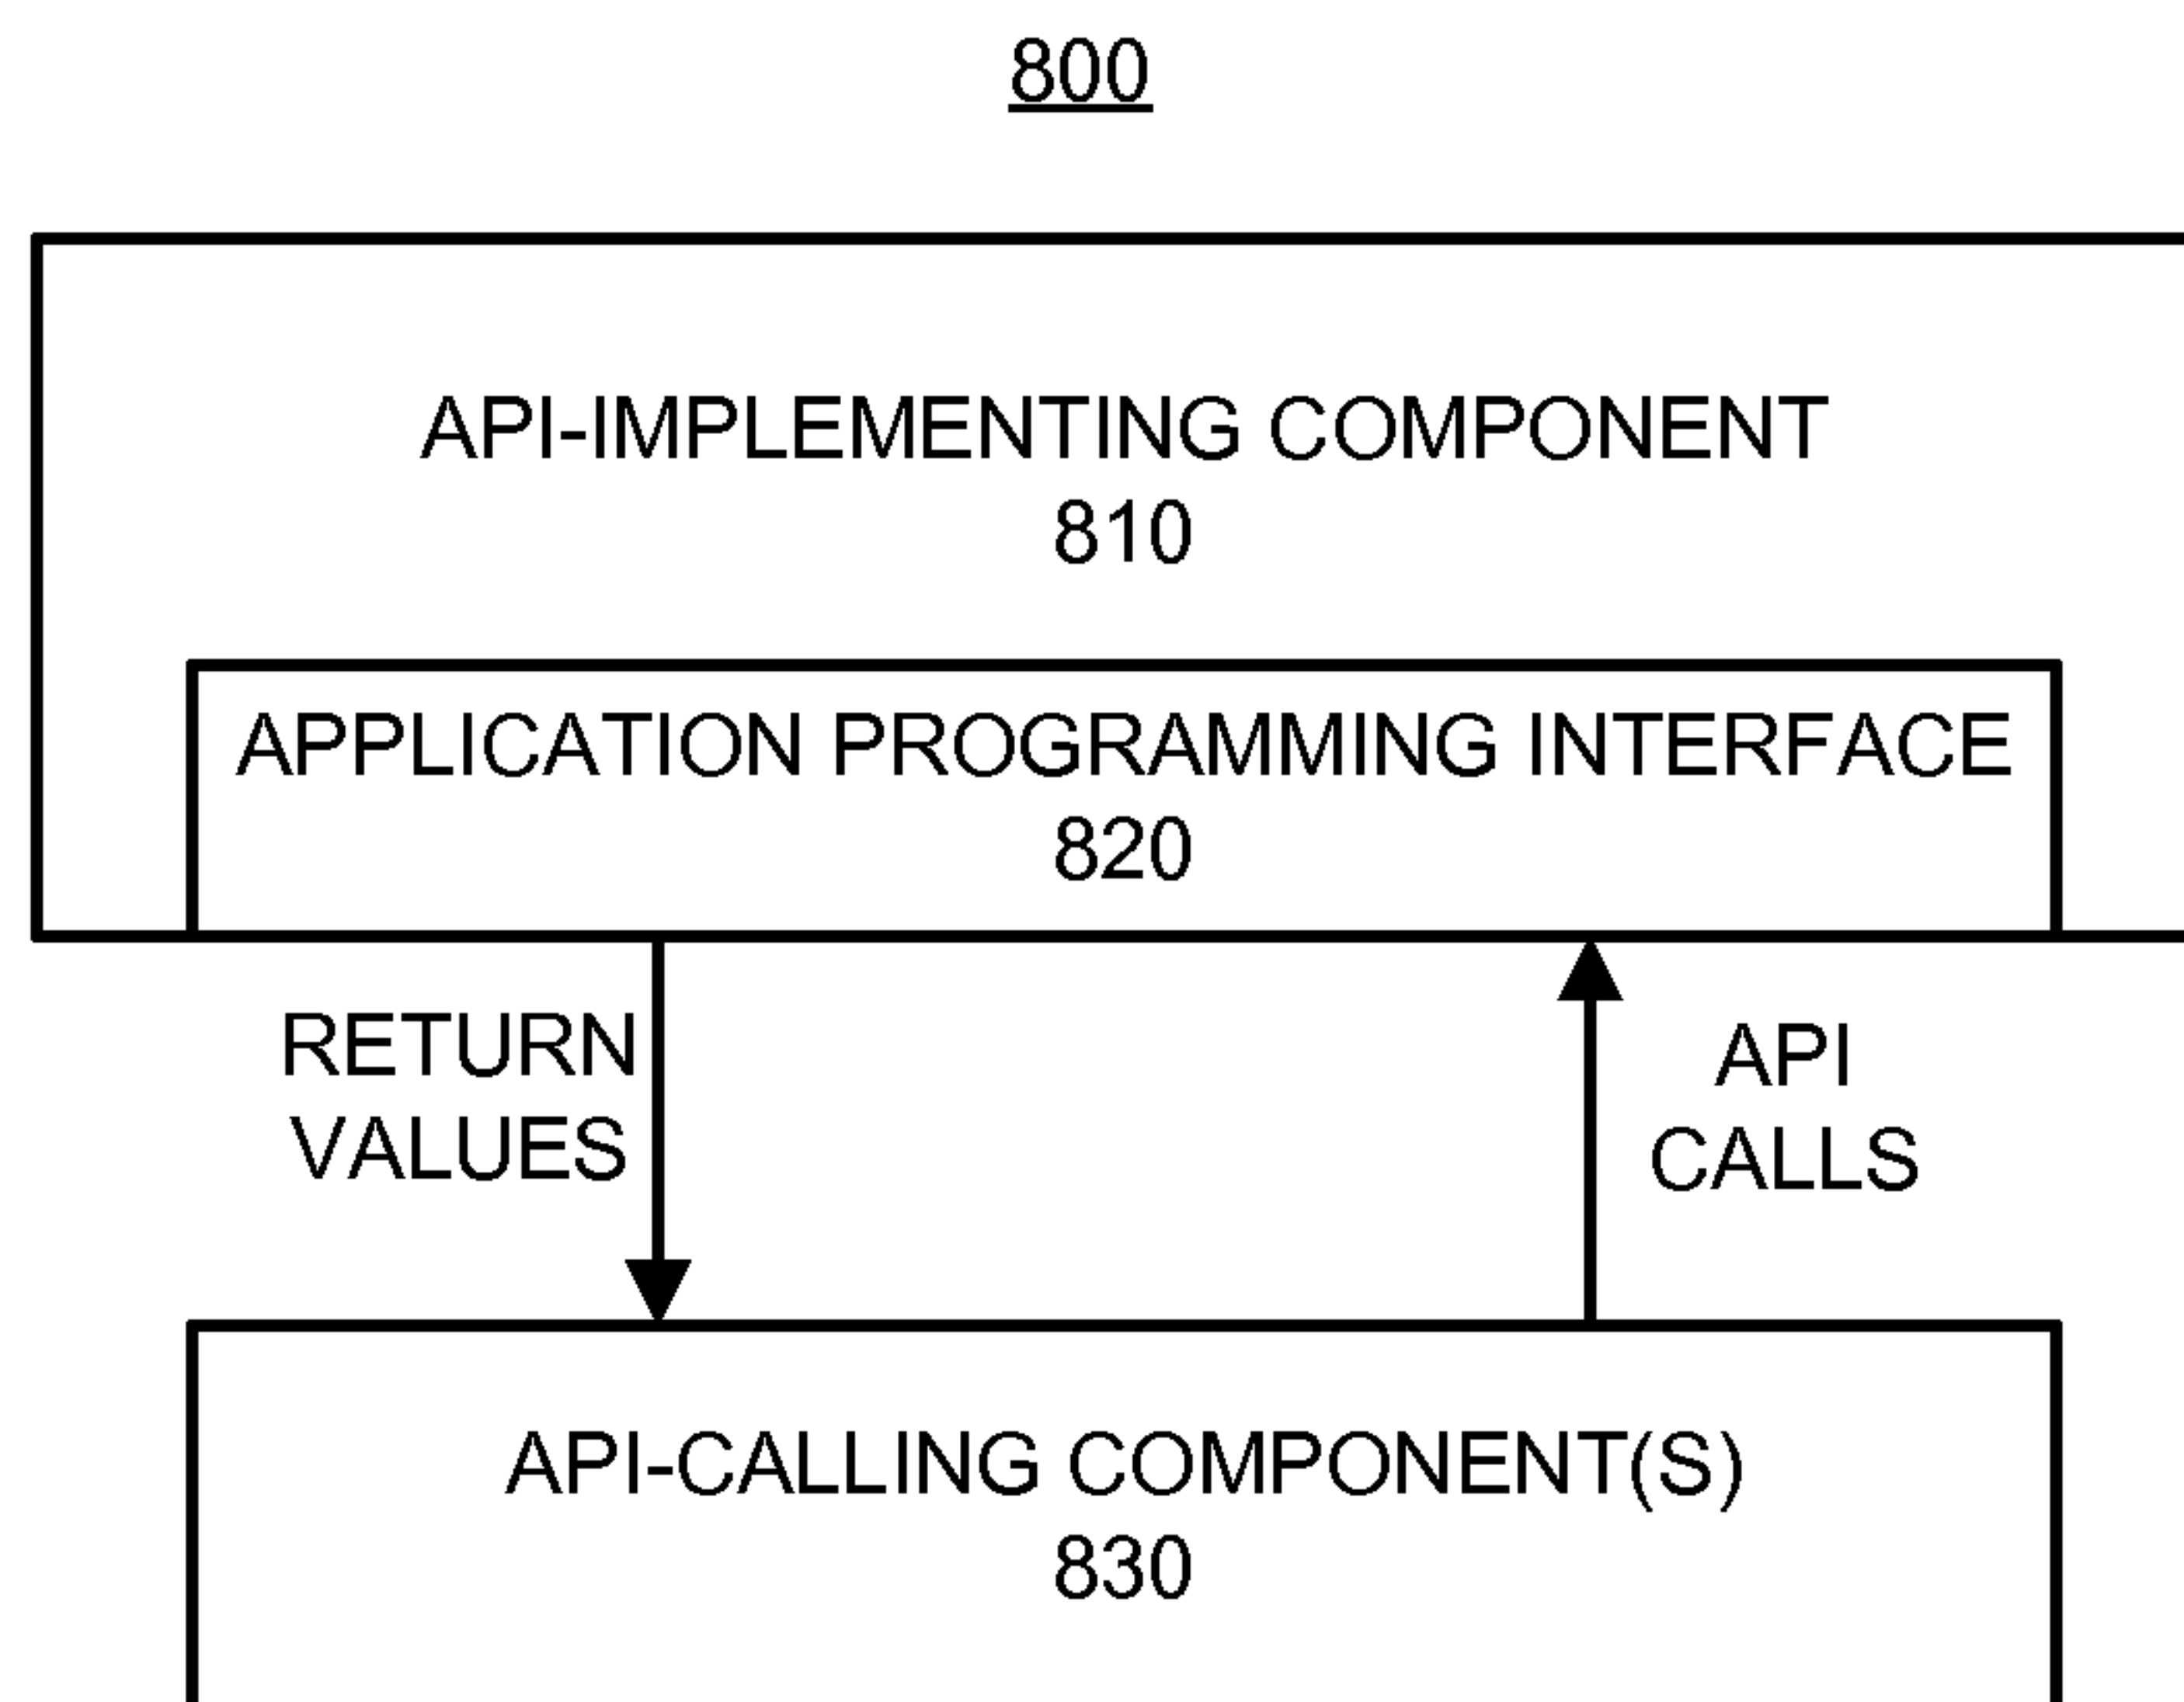 800
API-IMPLEMENTING COMPONENT
810
APPLICATION PROGRAMMING INTERFACE
820
RETURN
VALUES
API
CALLS
API-CALLING COMPONENT(S)
830